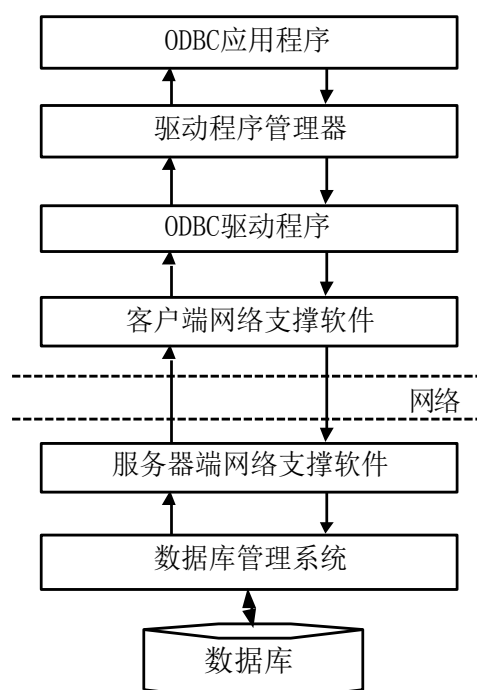 ODBC应用程序
驱动程序管理器
ODBC驱动程序
客户端网络支撑软件
网络
服务器端网络支撑软件
数据库管理系统
数据库